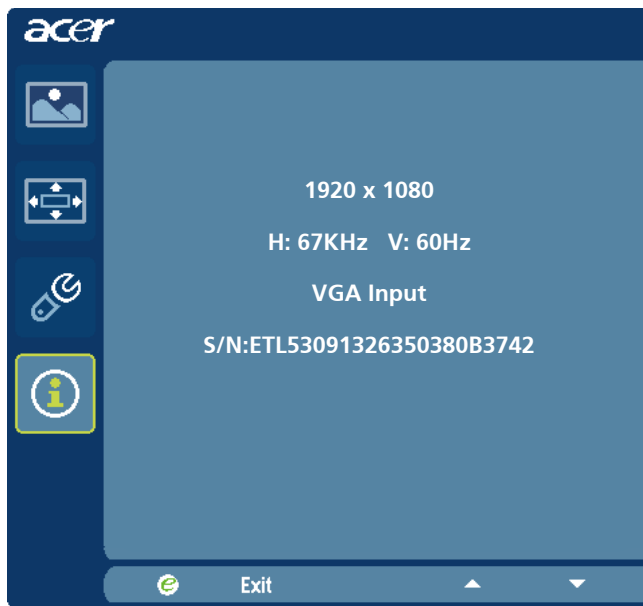 acer
1920 x 1080
H: 67KHz V: 60Hz
VGA Input
S/N:ETL53091326350380B3742
e Exit